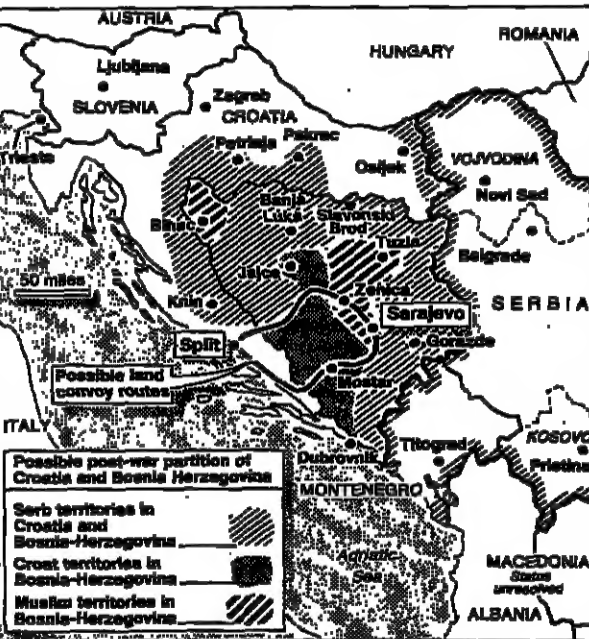 AUSTRIA
ROMANIA
HUNGARY
Ljubljana
SLOVENIA
Zagreb
CROATIA
Trieste
Petrinja
Pakrac
Osijek
VOJVODINA
Novi Sad
Banja
Luka
Slavonski
Brod
Bihac
Tuzla
Belgrade
Jajce
50 miles
Zenica
SERBIA
Knin
Sarajevo
Split
Gorazde
Possible land
convoy routes
Mostar
ITALY
Titograd
KOSOVO
Dubrovnik
Pristina
Possible post-war partition of
Croatia and Bosnia Herzegovina
MONTENEGRO
Serb territories in
Croatia and
Bosnia-Herzegovina
Adriatic
Sea
Croat territories in
Bosnia-Herzegovina
MACEDONIA
Status
unresolved
Muslim territories in
Bosnia-Herzegovina
ALBANIA